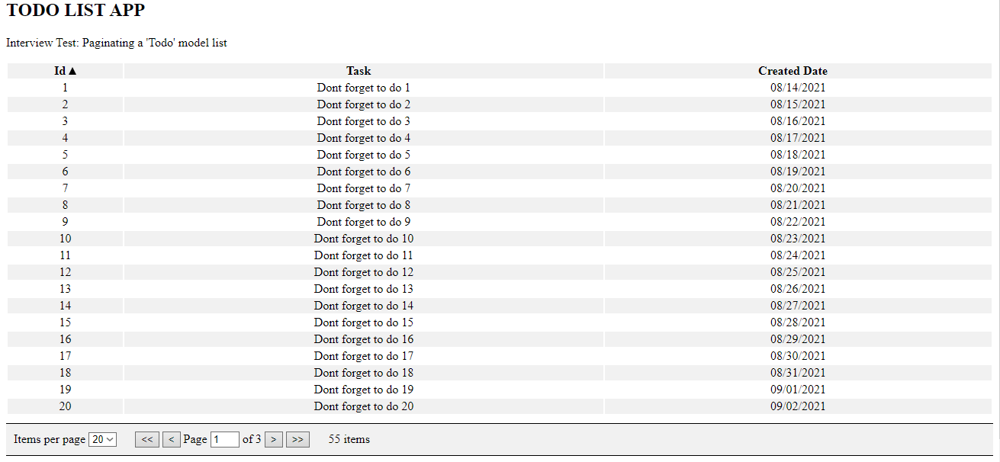 TODO LIST APP
Interview Test: Paginating a 'Todo' model list
Id▲ Task Created Date
1 Dont forget to do 1 08/14/2021
2 Dont forget to do 2 08/15/2021
3 Dont forget to do 3 08/16/2021
4 Dont forget to do 4 08/17/2021
5 Dont forget to do 5 08/18/2021
6 Dont forget to do 6 08/19/2021
7 Dont forget to do 7 08/20/2021
8 Dont forget to do 8 08/21/2021
9 Dont forget to do 9 08/22/2021
10 Dont forget to do 10 08/23/2021
11 Dont forget to do 11 08/24/2021
12 Dont forget to do 12 08/25/2021
13 Dont forget to do 13 08/26/2021
14 Dont forget to do 14 08/27/2021
15 Dont forget to do 15 08/28/2021
16 Dont forget to do 16 08/29/2021
17 Dont forget to do 17 08/30/2021
18 Dont forget to do 18 08/31/2021
19 Dont forget to do 19 09/01/2021
20 Dont forget to do 20 09/02/2021
Items per page 20 << < Page 1 of 3 > >> 55 items